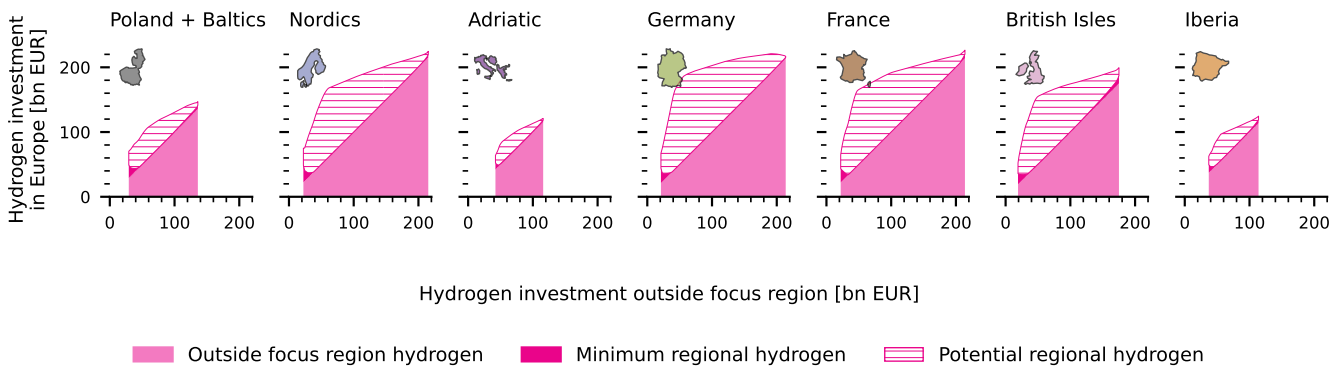 Poland + Baltics
Nordics
Adriatic
Germany
France
British Isles
Iberia
Hydrogen investment
in Europe [bn EUR]
200
100
0
0 100 200
0 100 200
0 100 200
0 100 200
0 100 200
0 100 200
0 100 200
Hydrogen investment outside focus region [bn EUR]
Outside focus region hydrogen
Minimum regional hydrogen
Potential regional hydrogen